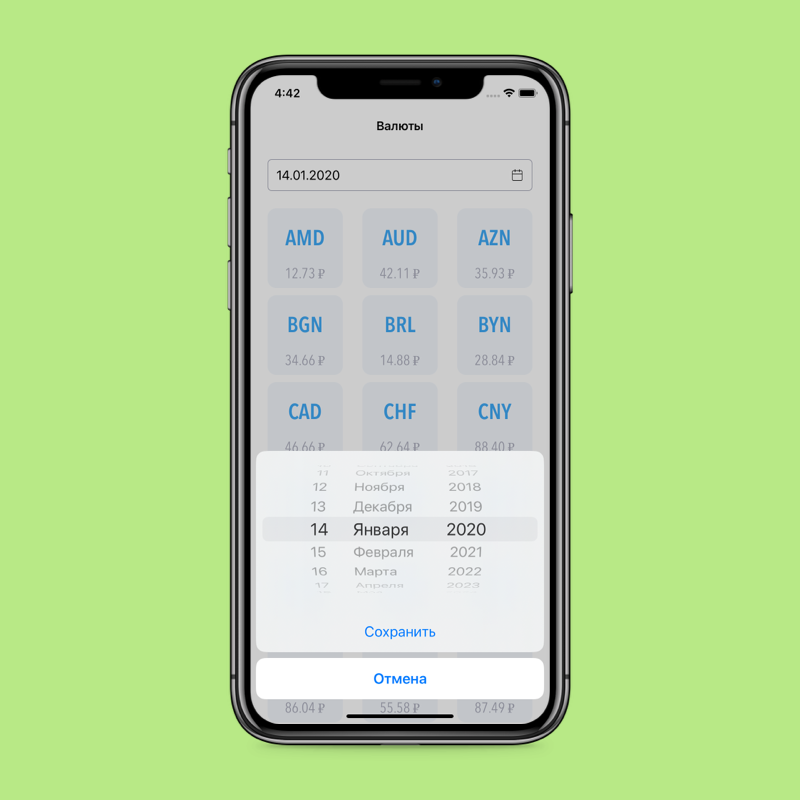 4:42
Валюты
14.01.2020
AMD AUD AZN
12.73 ₽ 42.11 ₽ 35.93 ₽
BGN BRL BYN
34.66 ₽ 14.88 ₽ 28.84 ₽
CAD CHF CNY
46.66 ₽ 62.64 ₽ 88.40 ₽
11 Октября 2017
12 Ноября 2018
13 Декабря 2019
14 Января 2020
15 Февраля 2021
16 Марта 2022
17 Апреля 2023
Сохранить
Отмена
86.04 ₽ 55.58 ₽ 87.49 ₽